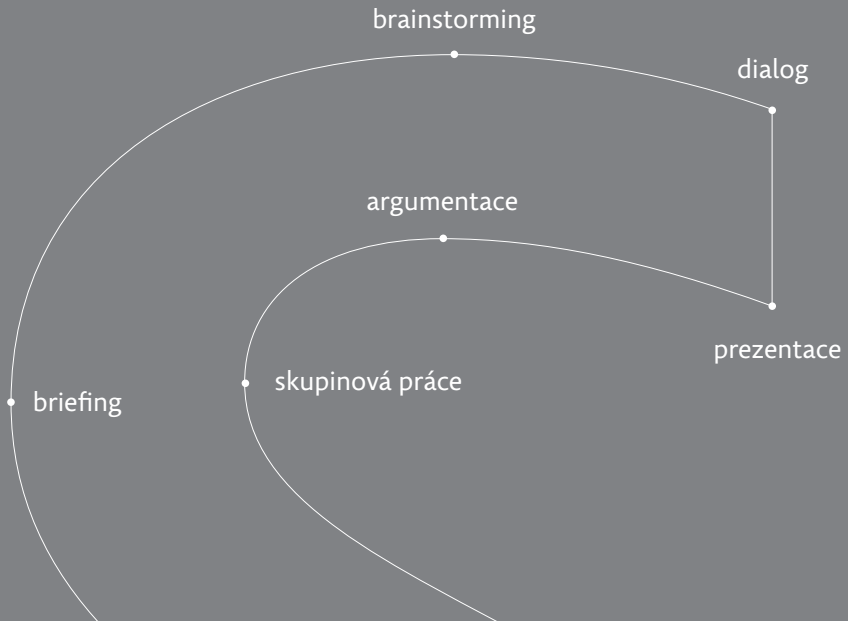 brainstorming
dialog
argumentace
prezentace
skupinová práce
briefing